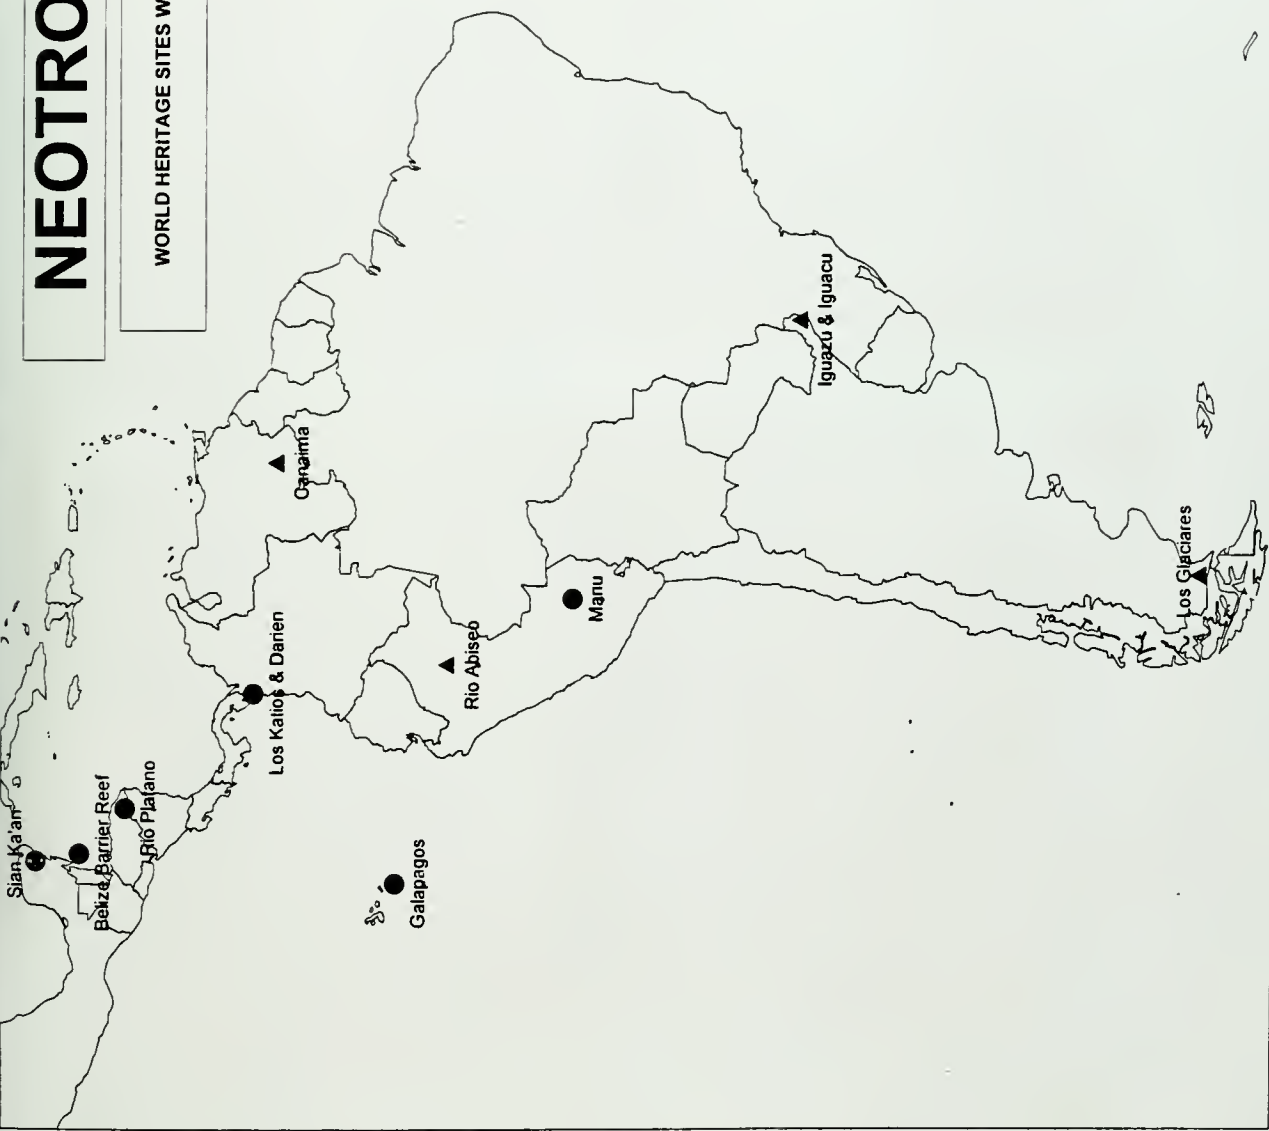 NEOTRO
WORLD HERITAGE SITES W
Sian Ka'an
Belize Barrier Reef
Rio Platano
Los Katios & Darien
Canaima
Galapagos
Rio Abiseo
Manu
Iguazu & Iguacu
Los Glaciares